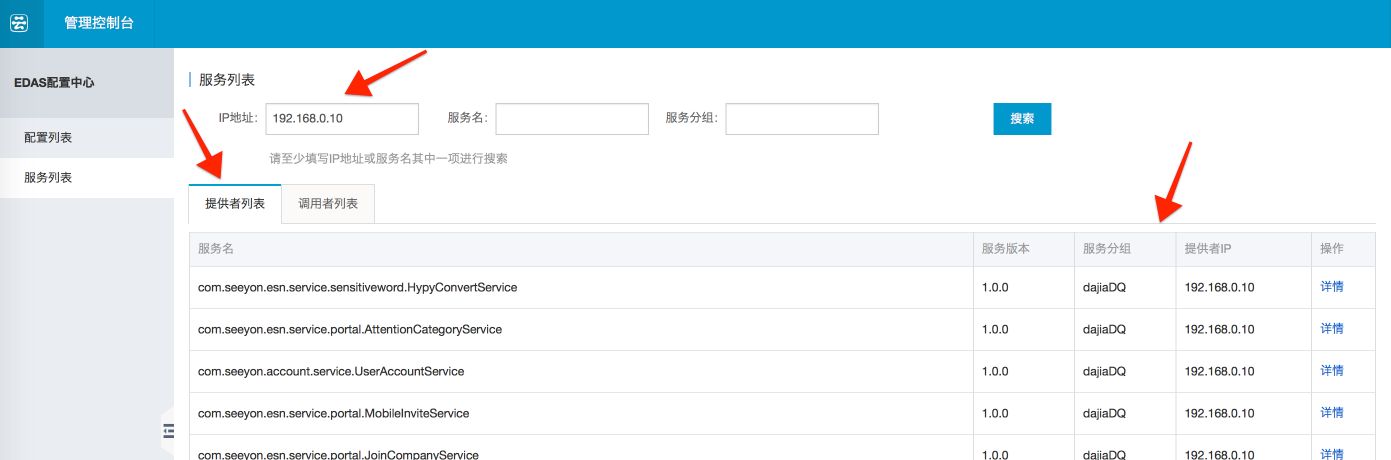 管理控制台
EDAS配置中心
配置列表
服务列表
服务列表
IP地址: 192.168.0.10 服务名: 服务分组: 搜索
请至少填写IP地址或服务名其中一项进行搜索
提供者列表 调用者列表
服务名 服务版本 服务分组 提供者IP 操作
com.seeyon.esn.service.sensitiveword.HypyConvertService 1.0.0 dajiaDQ 192.168.0.10 详情
com.seeyon.esn.service.portal.AttentionCategoryService 1.0.0 dajiaDQ 192.168.0.10 详情
com.seeyon.account.service.UserAccountService 1.0.0 dajiaDQ 192.168.0.10 详情
com.seeyon.esn.service.portal.MobileInviteService 1.0.0 dajiaDQ 192.168.0.10 详情
com.seeyon.esn.service.portal.JoinCompanyService 1.0.0 dajiaDQ 192.168.0.10 详情